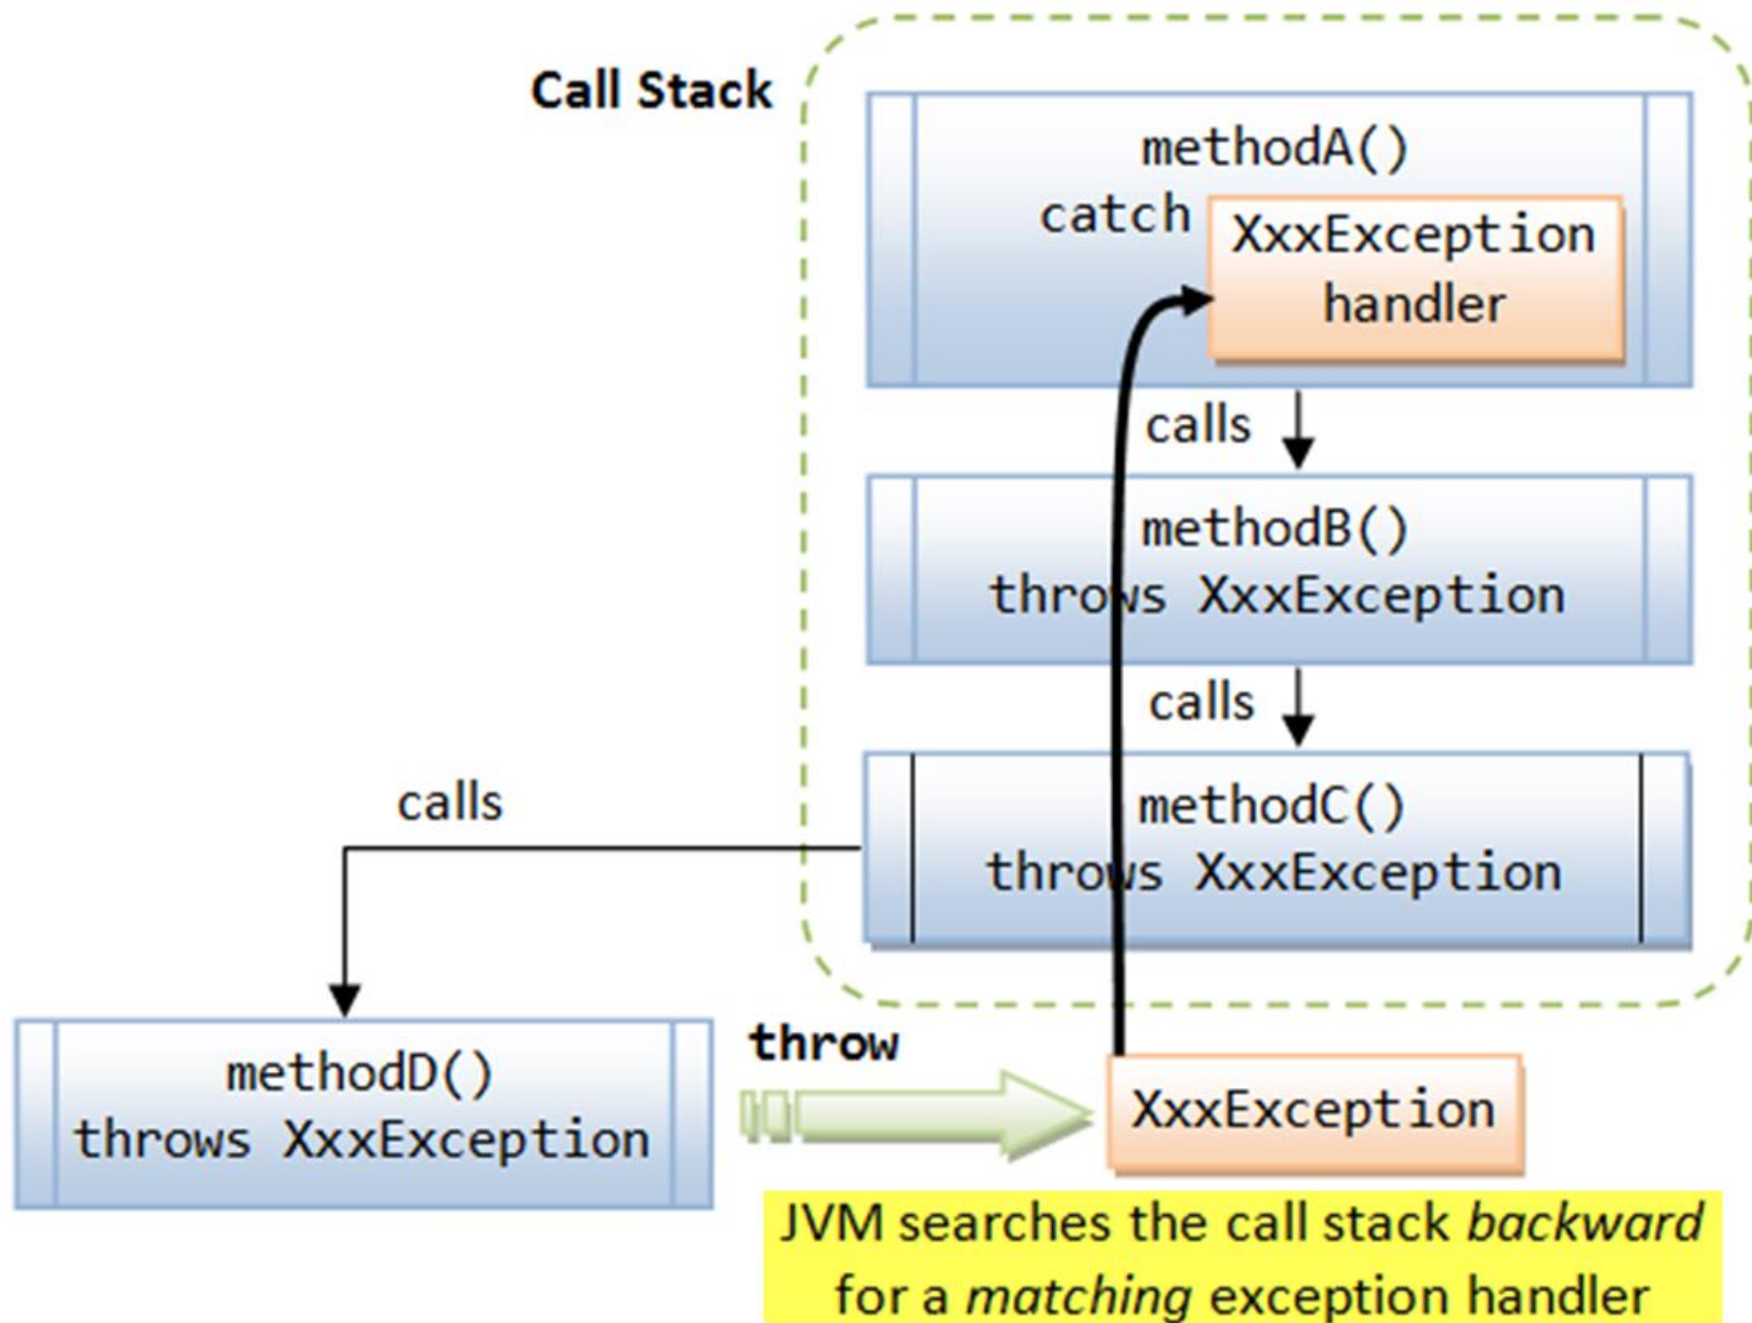 Call Stack
methodA()
catch
XxxException
handler
calls
methodB()
throws XxxException
calls
methodC()
throws XxxException
calls
methodD()
throws XxxException
throw
XxxException
JVM searches the call stack backward
for a matching exception handler